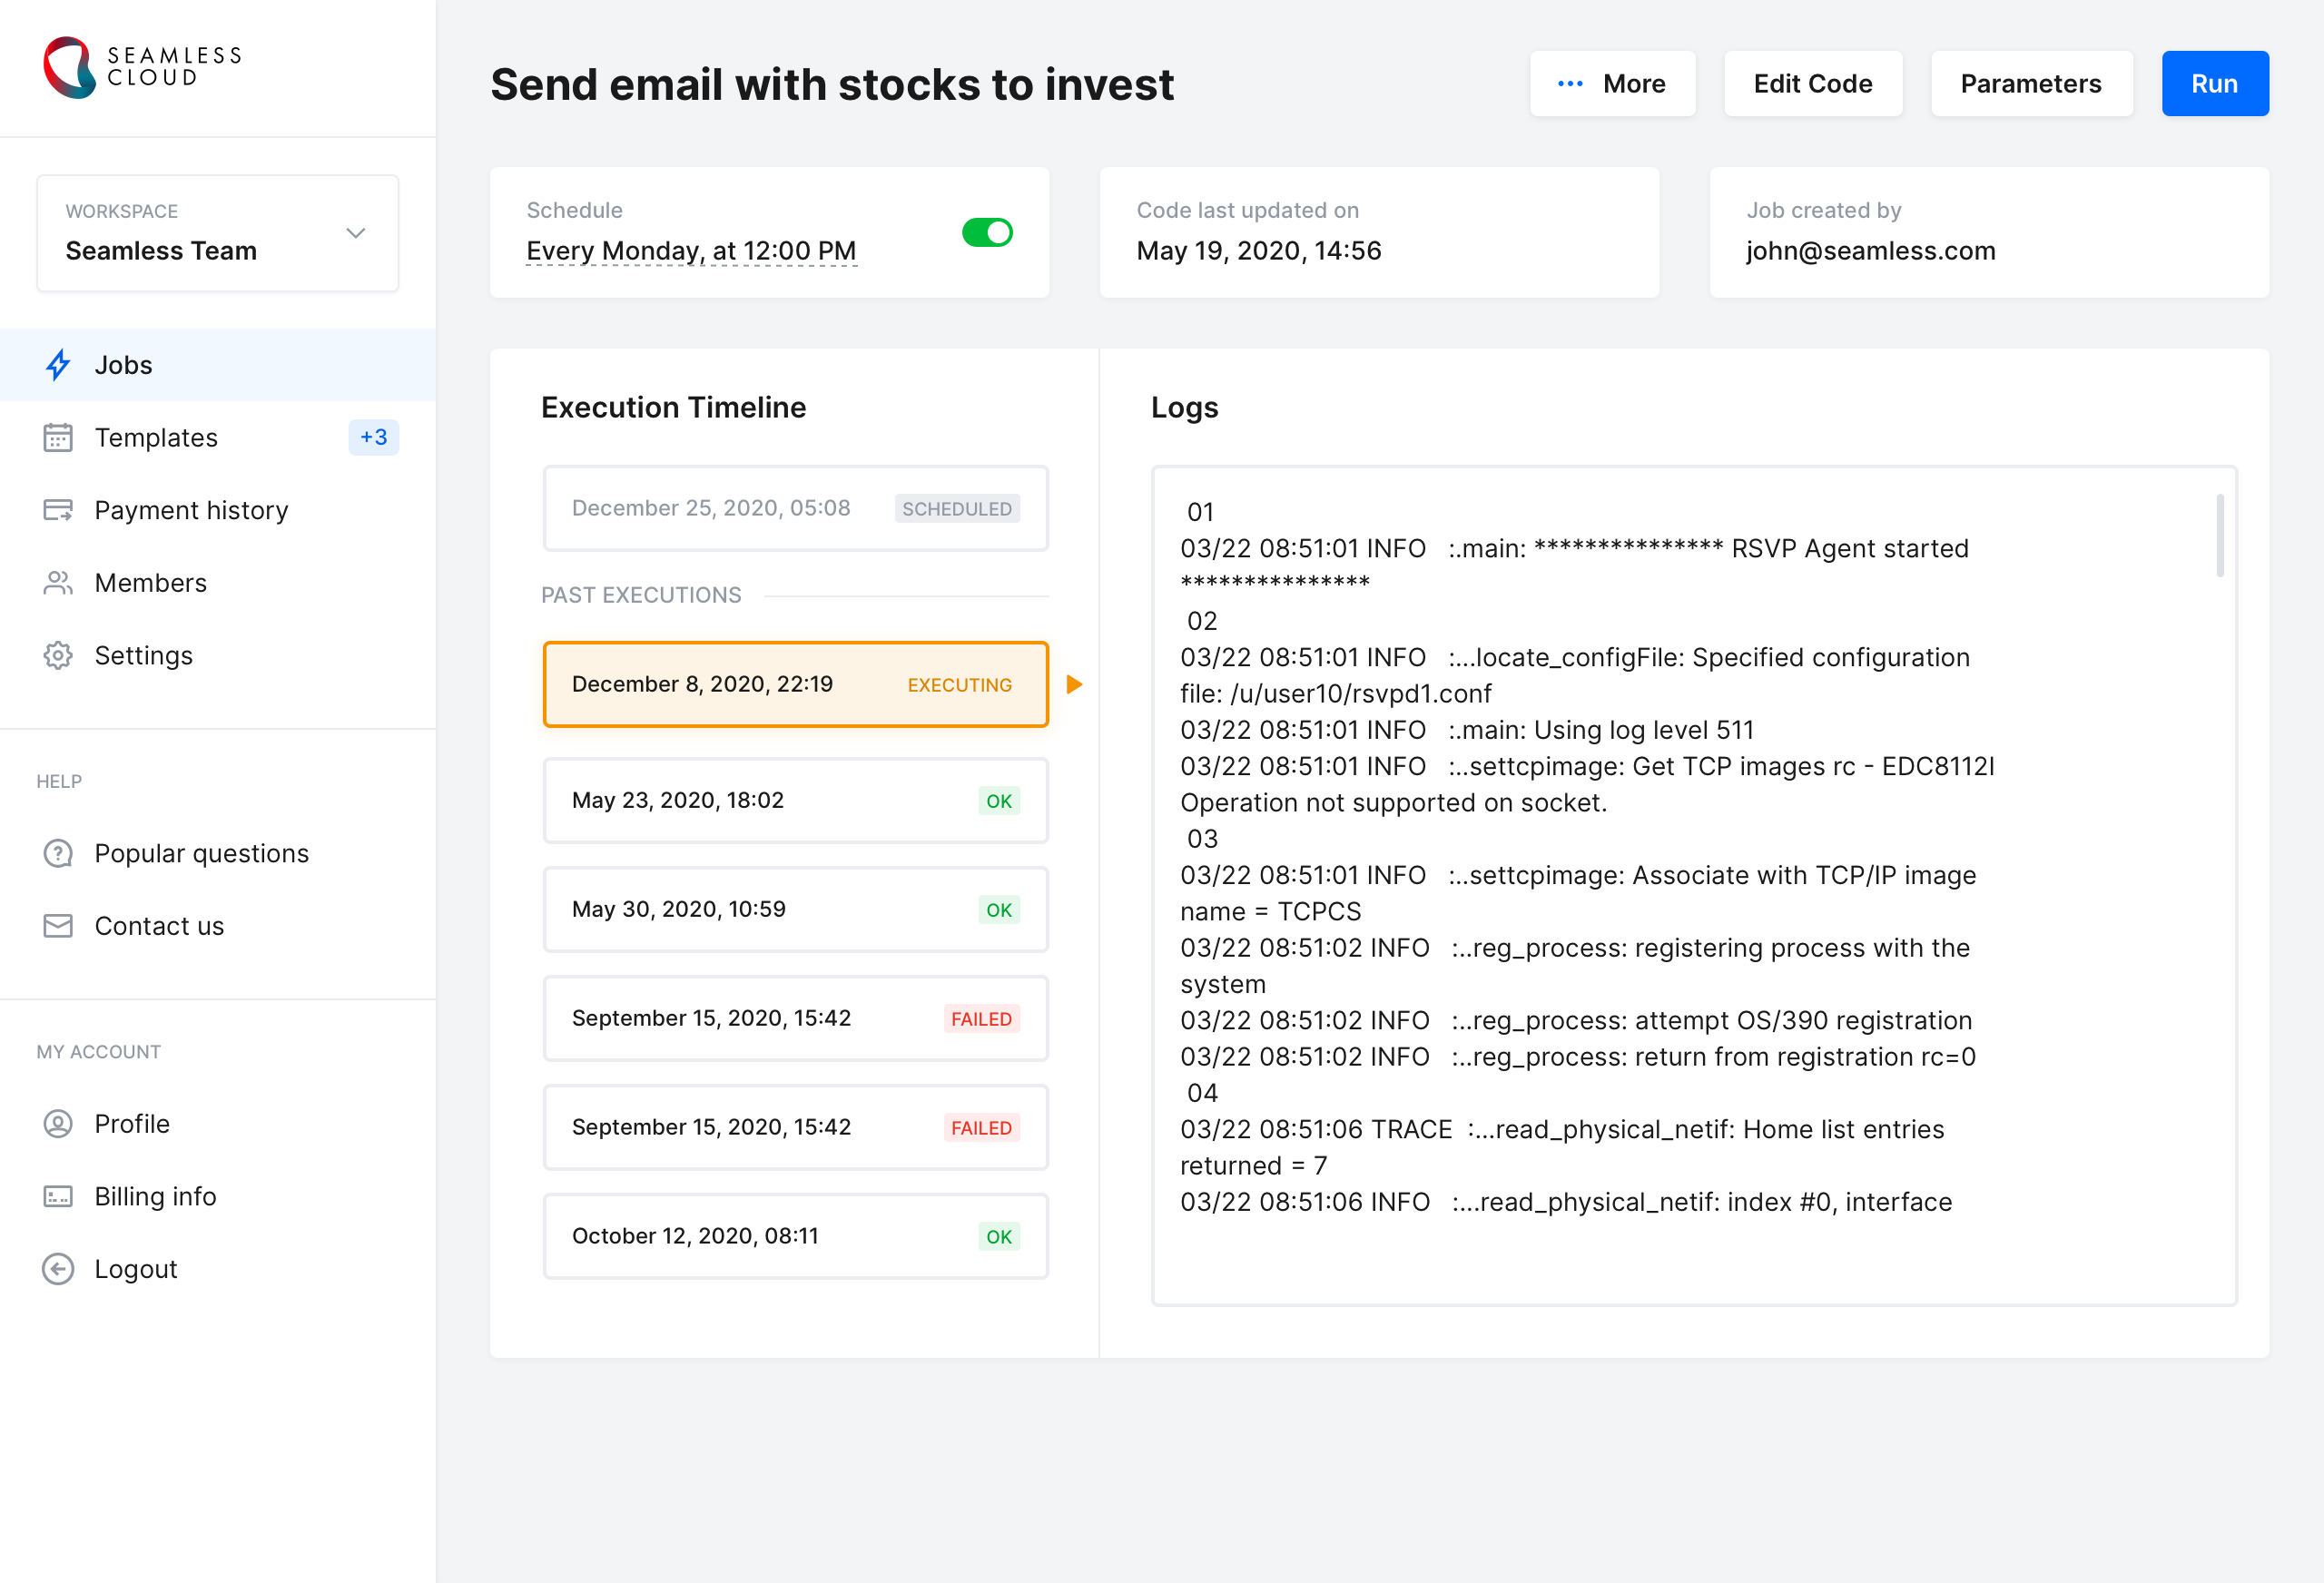 SEAMLESS
CLOUD
WORKSPACE
Seamless Team
Jobs
Templates
+3
Payment history
Members
Settings
HELP
Popular questions
Contact us
MY ACCOUNT
Profile
Billing info
Logout
Send email with stocks to invest
More
Edit Code
Parameters
Run
Schedule
Every Monday, at 12:00 PM
Code last updated on
May 19, 2020, 14:56
Job created by
john@seamless.com
Execution Timeline
December 25, 2020, 05:08 SCHEDULED
PAST EXECUTIONS
December 8, 2020, 22:19 EXECUTING
May 23, 2020, 18:02 OK
May 30, 2020, 10:59 OK
September 15, 2020, 15:42 FAILED
September 15, 2020, 15:42 FAILED
October 12, 2020, 08:11 OK
Logs
01
03/22 08:51:01 INFO :.main: *************** RSVP Agent started
***************
02
03/22 08:51:01 INFO :...locate_configFile: Specified configuration
file: /u/user10/rsvpd1.conf
03/22 08:51:01 INFO :.main: Using log level 511
03/22 08:51:01 INFO :..settcpimage: Get TCP images rc - EDC8112I
Operation not supported on socket.
03
03/22 08:51:01 INFO :..settcpimage: Associate with TCP/IP image
name = TCPCS
03/22 08:51:02 INFO :..reg_process: registering process with the
system
03/22 08:51:02 INFO :..reg_process: attempt OS/390 registration
03/22 08:51:02 INFO :..reg_process: return from registration rc=0
04
03/22 08:51:06 TRACE :...read_physical_netif: Home list entries
returned = 7
03/22 08:51:06 INFO :...read_physical_netif: index #0, interface